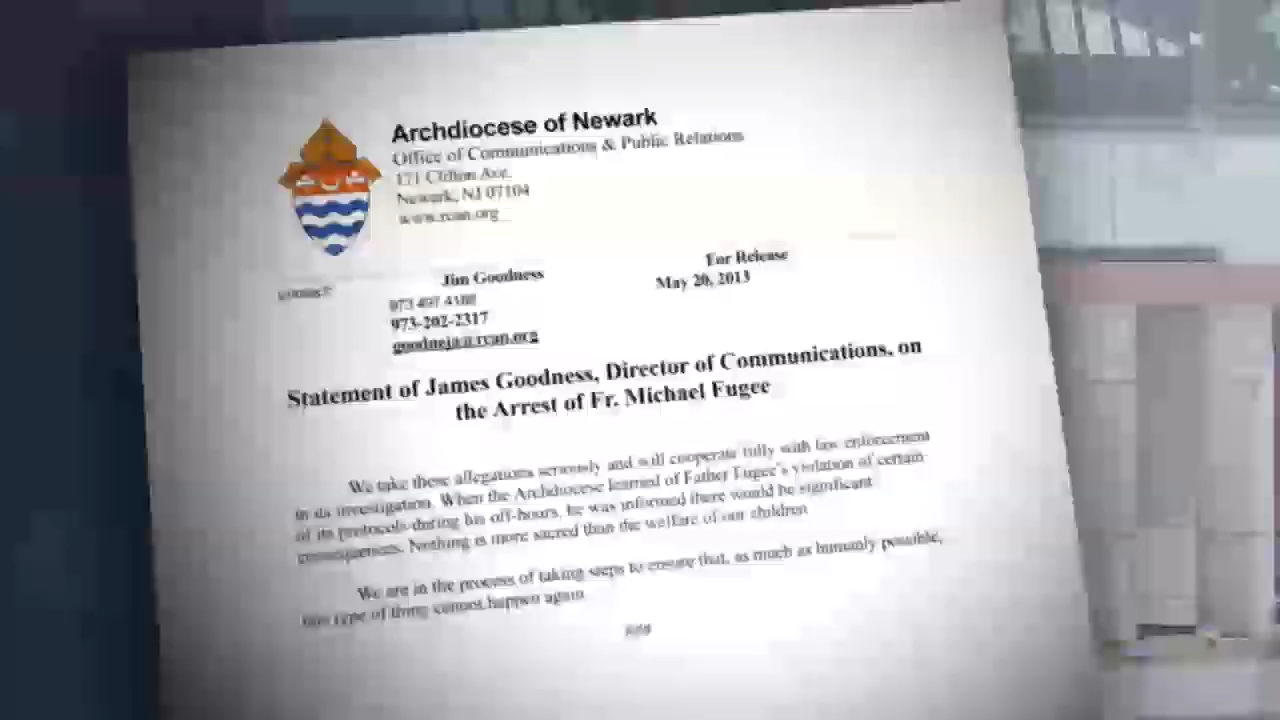 Archdiocese of Newark
Office of Communications & Public Relations
171 Clifton Ave.
Newark, NJ 07104
www.rcan.org
For Release
Jim Goodness
May 20, 2013
Contact:
973-202-2317
goodneja@rcan.org
Statement of James Goodness, Director of Communications, on
the Arrest of Fr. Michael Fugee
We take these allegations seriously and will cooperate fully with law enforcement
in its investigation. When the Archdiocese learned of Father Fugee's violation of certain
of its protocols during his off-hours, he was informed there would be significant
consequences. Nothing is more sacred than the welfare of our children
We are in the process of taking steps to ensure that, as much as humanly possible,
this type of thing cannot happen again